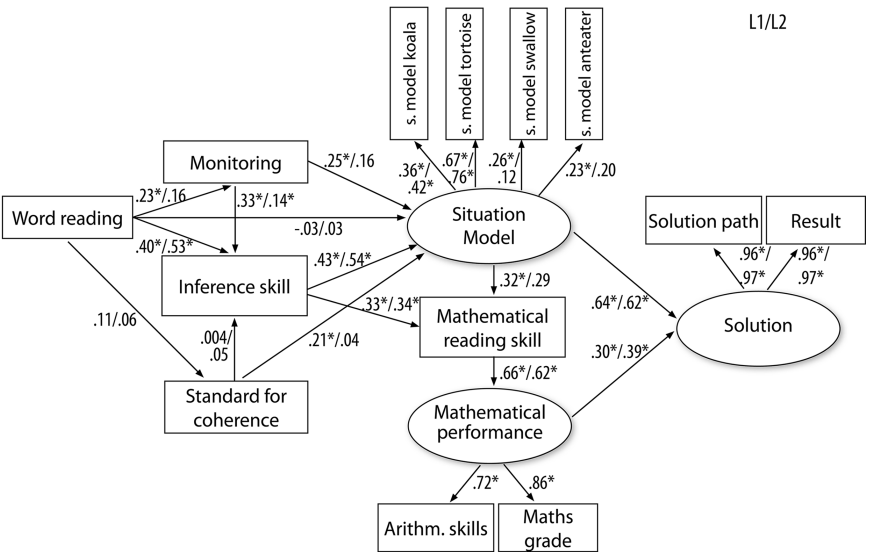 L1/L2
s. model koala
s. model tortoise
s. model swallow
s. model anteater
.36*/
.42*
.67*/
.76*
.26*/
.12
.23*/.20
Monitoring
.25*/.16
.23*/.16
.33*/.14*
Word reading
-.03/.03
Situation
Model
Solution path
Result
.40*/.53*
.43*/.54*
.96*/
.97*
.96*/
.97*
Inference skill
.32*/.29
.33*/.34*
.64*/.62*
Mathematical
reading skill
Solution
.11/.06
.004/
.05
.21*/.04
.30*/.39*
.66*/.62*
Standard for
coherence
Mathematical
performance
.72*
.86*
Arithm. skills
Maths
grade